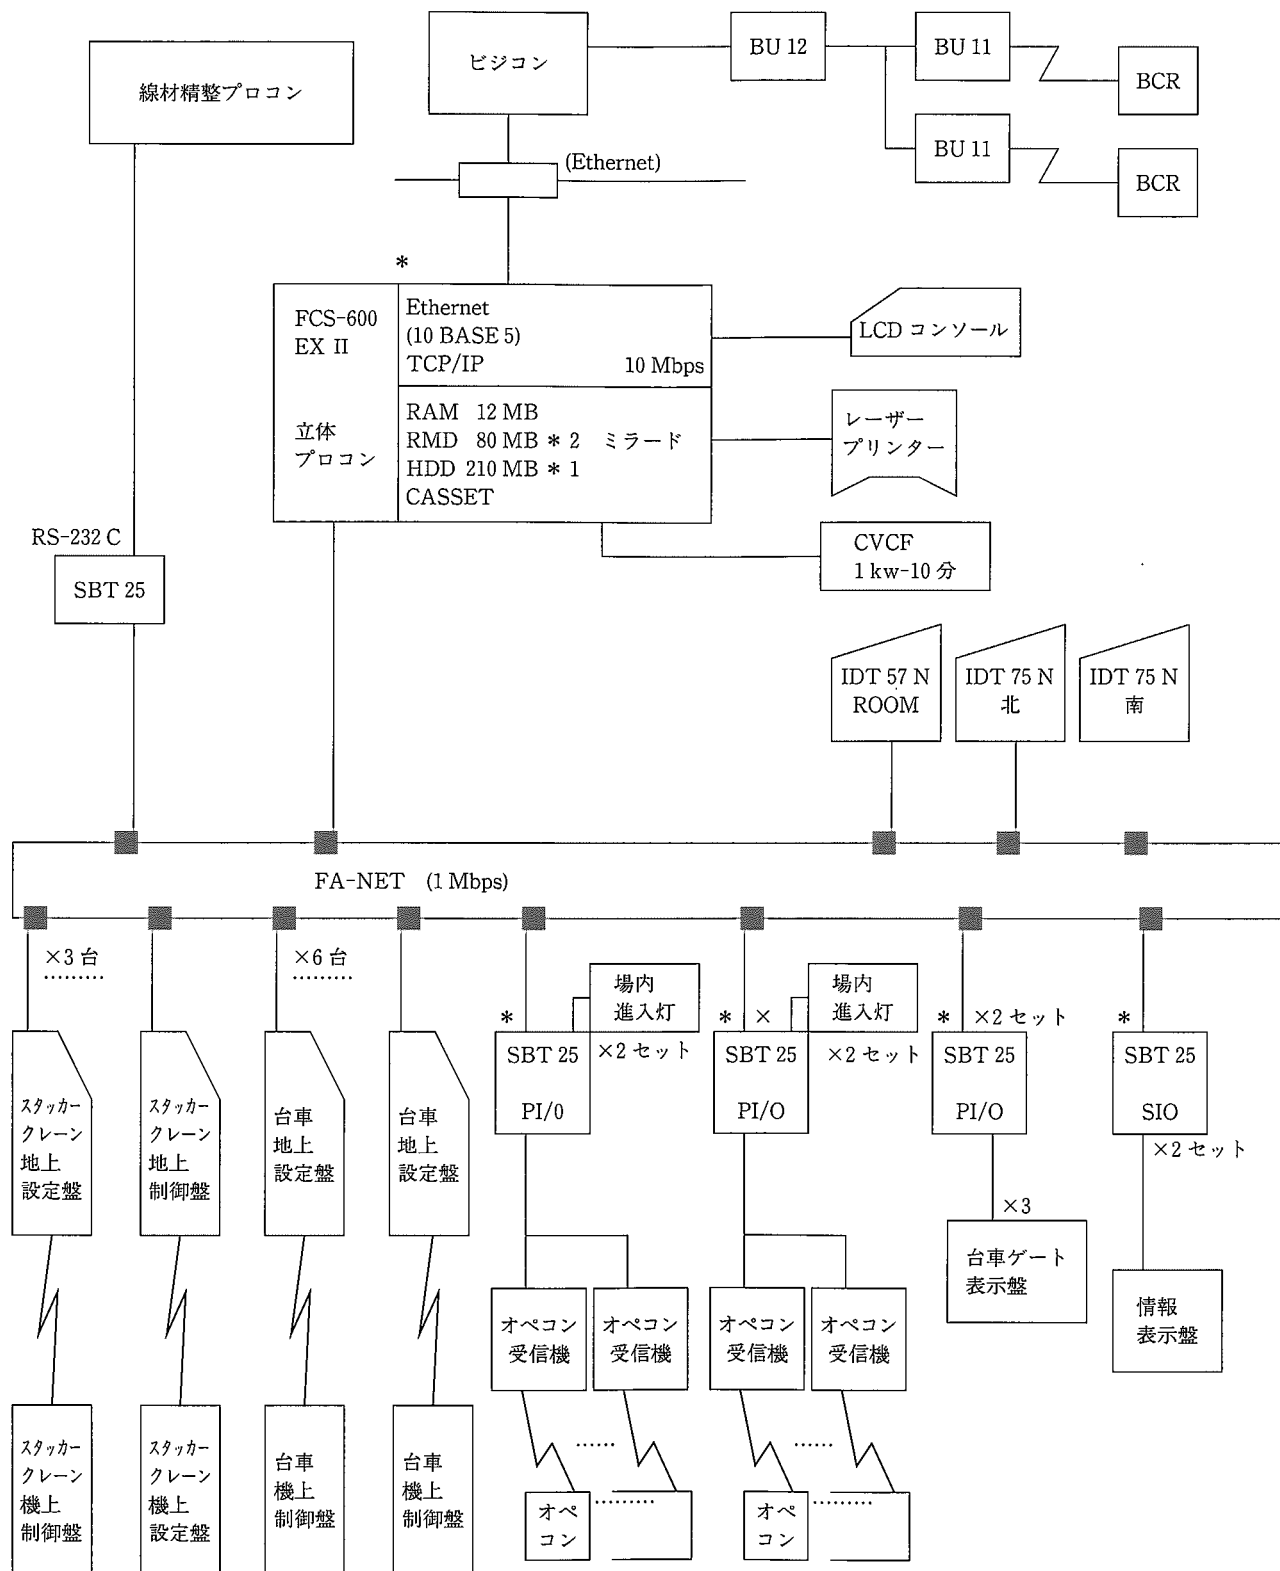 線材精整プロコン
ビジコン
BU 12
BU 11
BCR
BU 11
BCR
(Ethernet)
*
FCS-600
EX II
立体
プロコン
Ethernet
(10 BASE 5)
TCP/IP 10 Mbps
RAM 12 MB
RMD 80 MB * 2 ミラード
HDD 210 MB * 1
CASSET
LCD コンソール
レーザー
プリンター
CVCF
1 kw-10 分
RS-232 C
SBT 25
IDT 57 N
ROOM
IDT 75 N
北
IDT 75 N
南
FA-NET (1 Mbps)
×3 台
………
×6 台
………
スタッカー
クレーン
地上
設定盤
スタッカー
クレーン
地上
制御盤
台車
地上
設定盤
台車
地上
設定盤
場内
進入灯
*
×2 セット
SBT 25
PI/0
場内
進入灯
* ×
×2 セット
SBT 25
PI/O
* ×2 セット
SBT 25
PI/O
*
SBT 25
SIO
×2 セット
×3
台車ゲート
表示盤
情報
表示盤
オペコン
受信機
オペコン
受信機
オペコン
受信機
オペコン
受信機
スタッカー
クレーン
機上
制御盤
スタッカー
クレーン
機上
設定盤
台車
機上
制御盤
台車
機上
制御盤
……
………
オペ
コン
……
………
オペ
コン